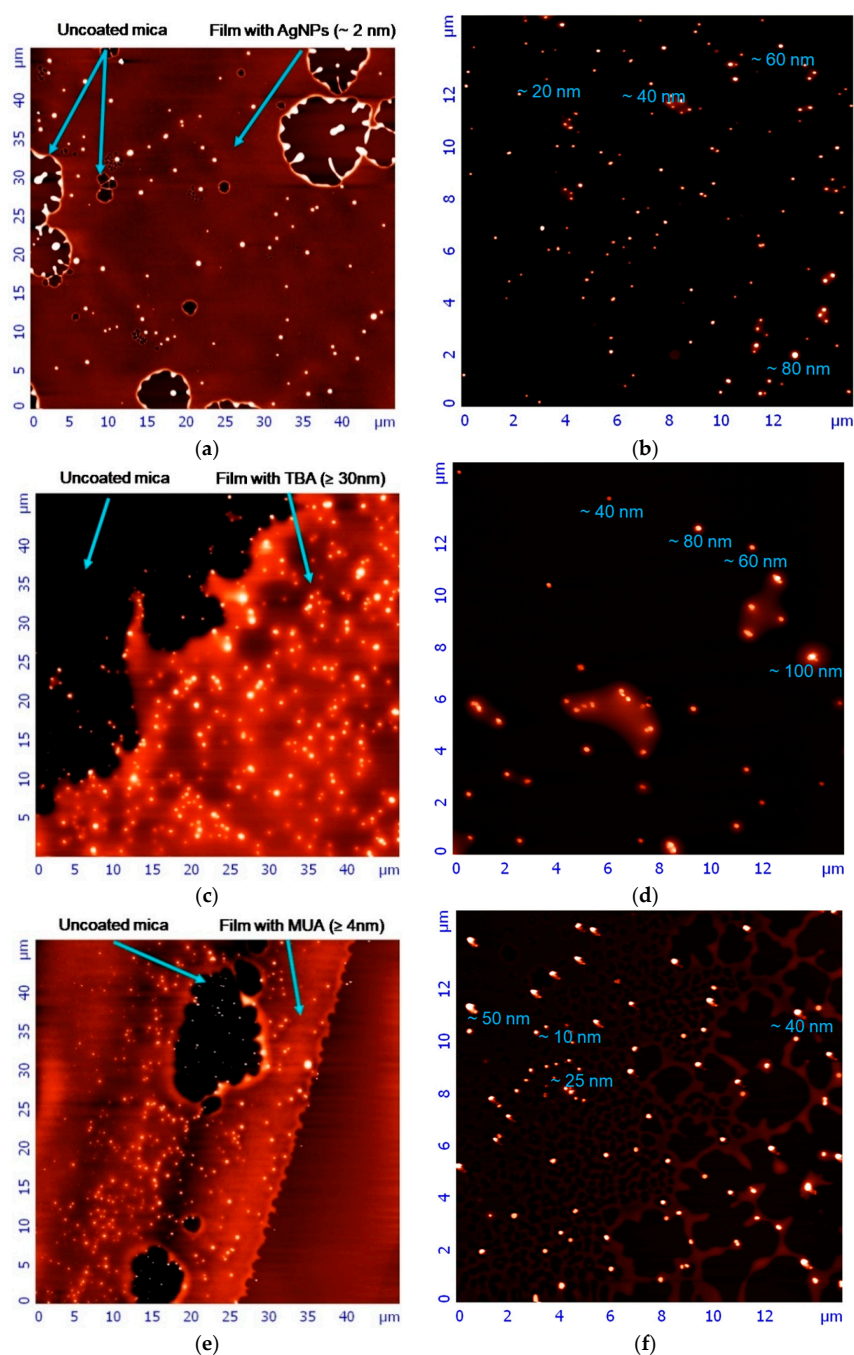 Uncoated mica
Film with AgNPs (~ 2 nm)
µm
40
35
30
25
20
15
10
5
0
0 5 10 15 20 25 30 35 40 µm
(a)
µm
12
10
8
6
4
2
0
~ 60 nm
~ 20 nm
~ 40 nm
~ 80 nm
2 4 6 8 10 12 µm
(b)
Uncoated mica
Film with TBA (≥ 30nm)
µm
40
35
30
25
20
15
10
5
0 5 10 15 20 25 30 35 40 µm
(c)
µm
12
10
8
6
4
2
0
~ 40 nm
~ 80 nm
~ 60 nm
~ 100 nm
0 2 4 6 8 10 12 µm
(d)
Uncoated mica
Film with MUA (≥ 4nm)
µm
40
35
30
25
20
15
10
5
0
0 5 10 15 20 25 30 35 40 µm
(e)
µm
12
10
8
6
4
2
0
~ 50 nm
~ 40 nm
~ 10 nm
~ 25 nm
0 2 4 6 8 10 12 µm
(f)